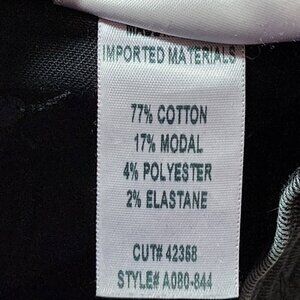 IMPORTED MATERIALS
77% COTTON
17% MODAL
4% POLYESTER
2% ELASTANE
CUT# 42358
STYLE# A080-844